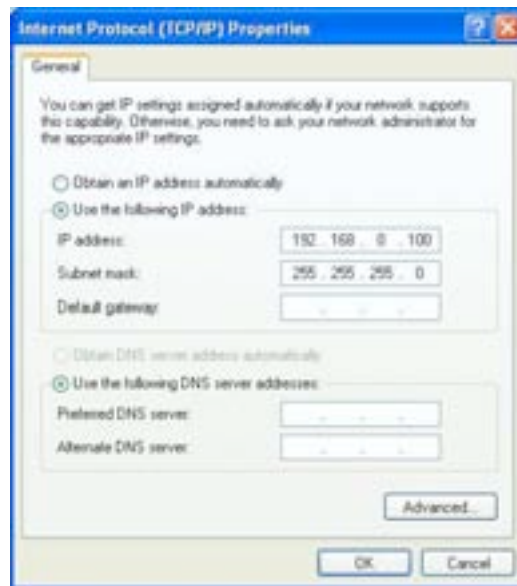 Internet Protocol (TCP/IP) Properties
General
You can get IP settings assigned automatically if your network supports
this capability. Otherwise, you need to ask your network administrator for
the appropriate IP settings.
Obtain an IP address automatically
Use the following IP address:
IP address: 192 . 168 . 0 . 100
Subnet mask: 255 . 255 . 255 . 0
Default gateway: . . .
Obtain DNS server address automatically
Use the following DNS server addresses:
Preferred DNS server: . . .
Alternate DNS server: . . .
Advanced...
OK Cancel